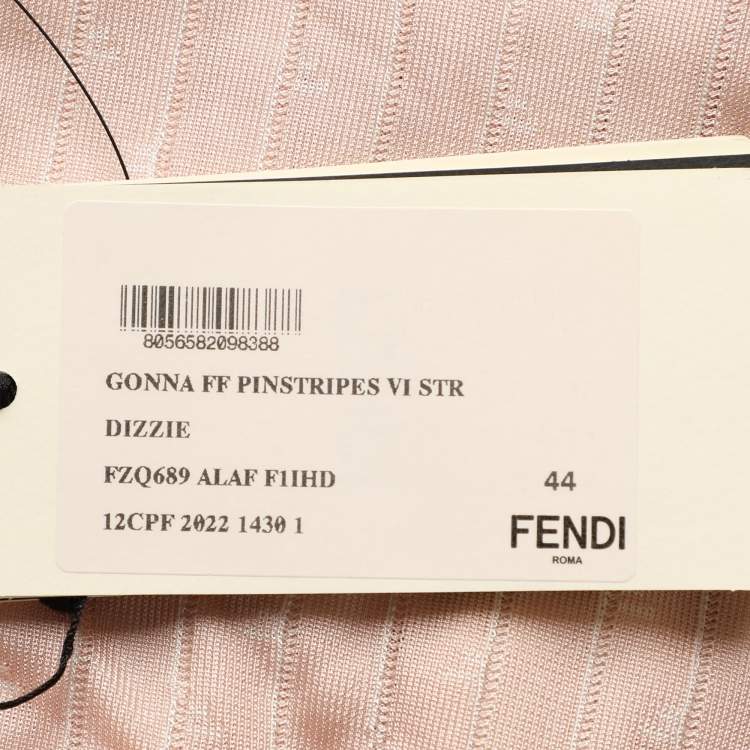 8056582098388
GONNA FF PINSTRIPES VI STR
DIZZIE
FZQ689 ALAF F1IHD
44
12CPF 2022 1430 1
FENDI
ROMA